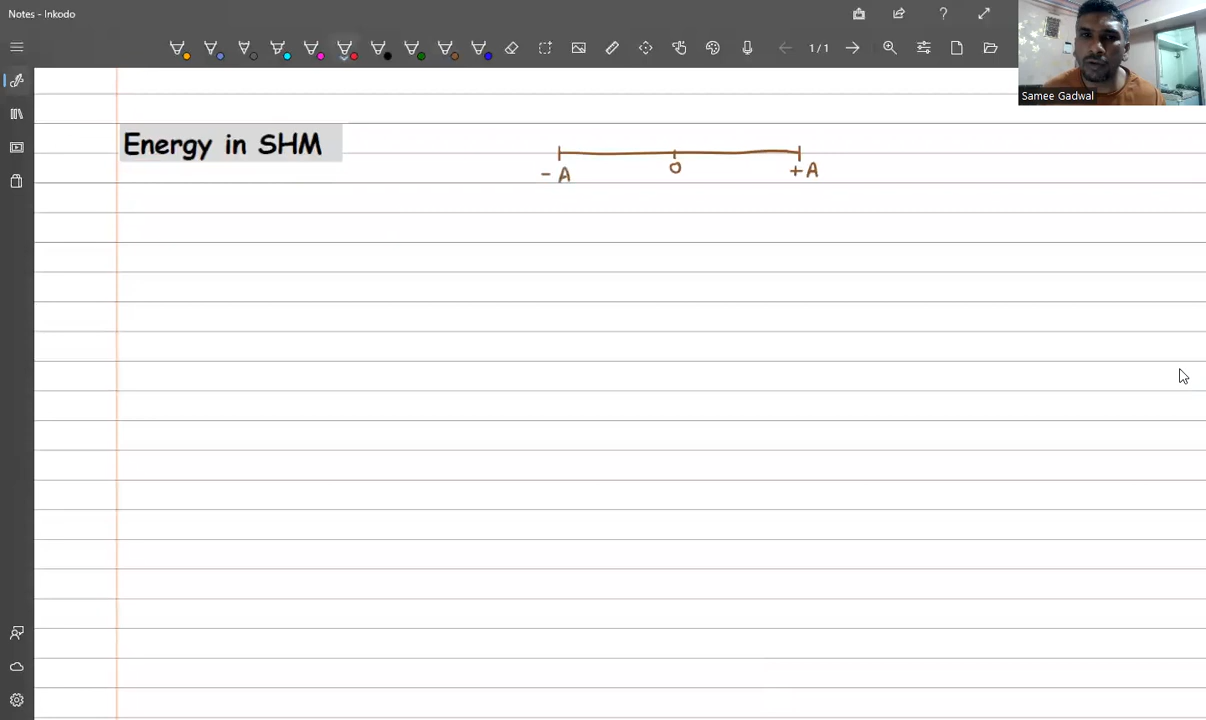 Notes - Inkodo
1 / 1
Samee Gadwal
Energy in SHM
- A O + A